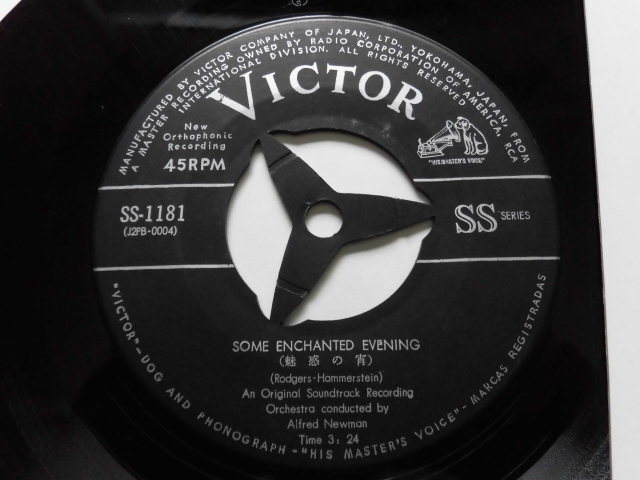 MANUFACTURED BY VICTOR COMPANY OF JAPAN, LTD., YOKOHAMA, JAPAN, FROM
A MASTER RECORDING OWNED BY RADIO CORPORATION OF AMERICA, RCA
INTERNATIONAL DIVISION. ALL RIGHTS RESERVED
VICTOR
New
Orthophonic
Recording
45RPM
"HIS MASTER'S VOICE"
SS-1181
(J2PB-0004)
SS SERIES
SOME ENCHANTED EVENING
(魅惑の宵)
(Rodgers-Hammerstein)
An Original Soundtrack Recording
Orchestra conducted by
Alfred Newman
Time 3: 24
"VICTOR"-DOG AND PHONOGRAPH-"HIS MASTER'S VOICE"-MARCAS REGISTRADAS